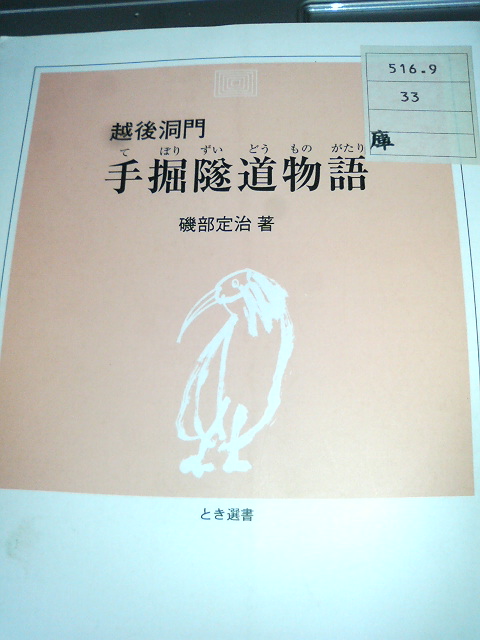 516.9
33
庫
越後洞門
て ぼり ずい どう もの がたり
手掘隧道物語
磯部定治 著
とき選書